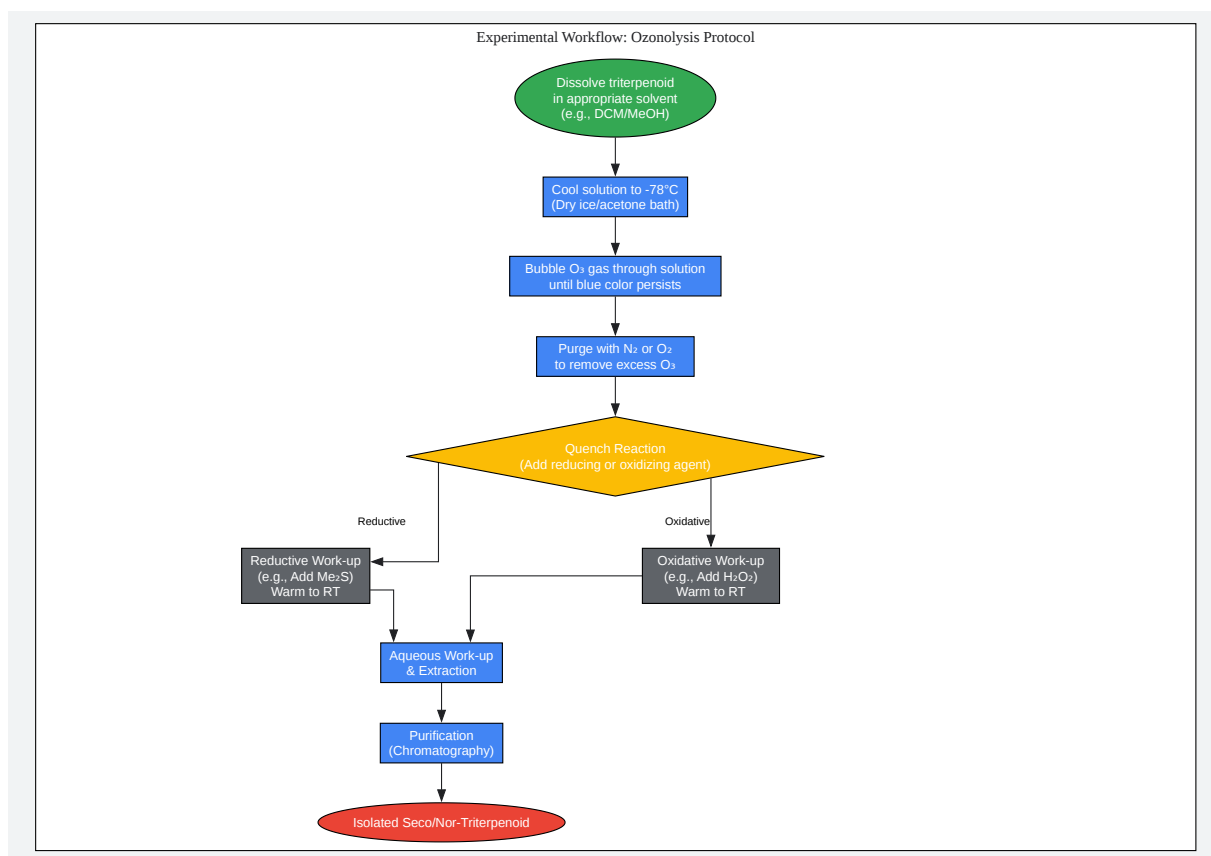 Experimental Workflow: Ozonolysis Protocol
Dissolve triterpenoid
in appropriate solvent
(e.g., DCM/MeOH)
Cool solution to -78°C
(Dry ice/acetone bath)
Bubble O₃ gas through solution
until blue color persists
Purge with N₂ or O₂
to remove excess O₃
Quench Reaction
(Add reducing or oxidizing agent)
Reductive
Oxidative
Reductive Work-up
(e.g., Add Me₂S)
Warm to RT
Oxidative Work-up
(e.g., Add H₂O₂)
Warm to RT
Aqueous Work-up
& Extraction
Purification
(Chromatography)
Isolated Seco/Nor-Triterpenoid